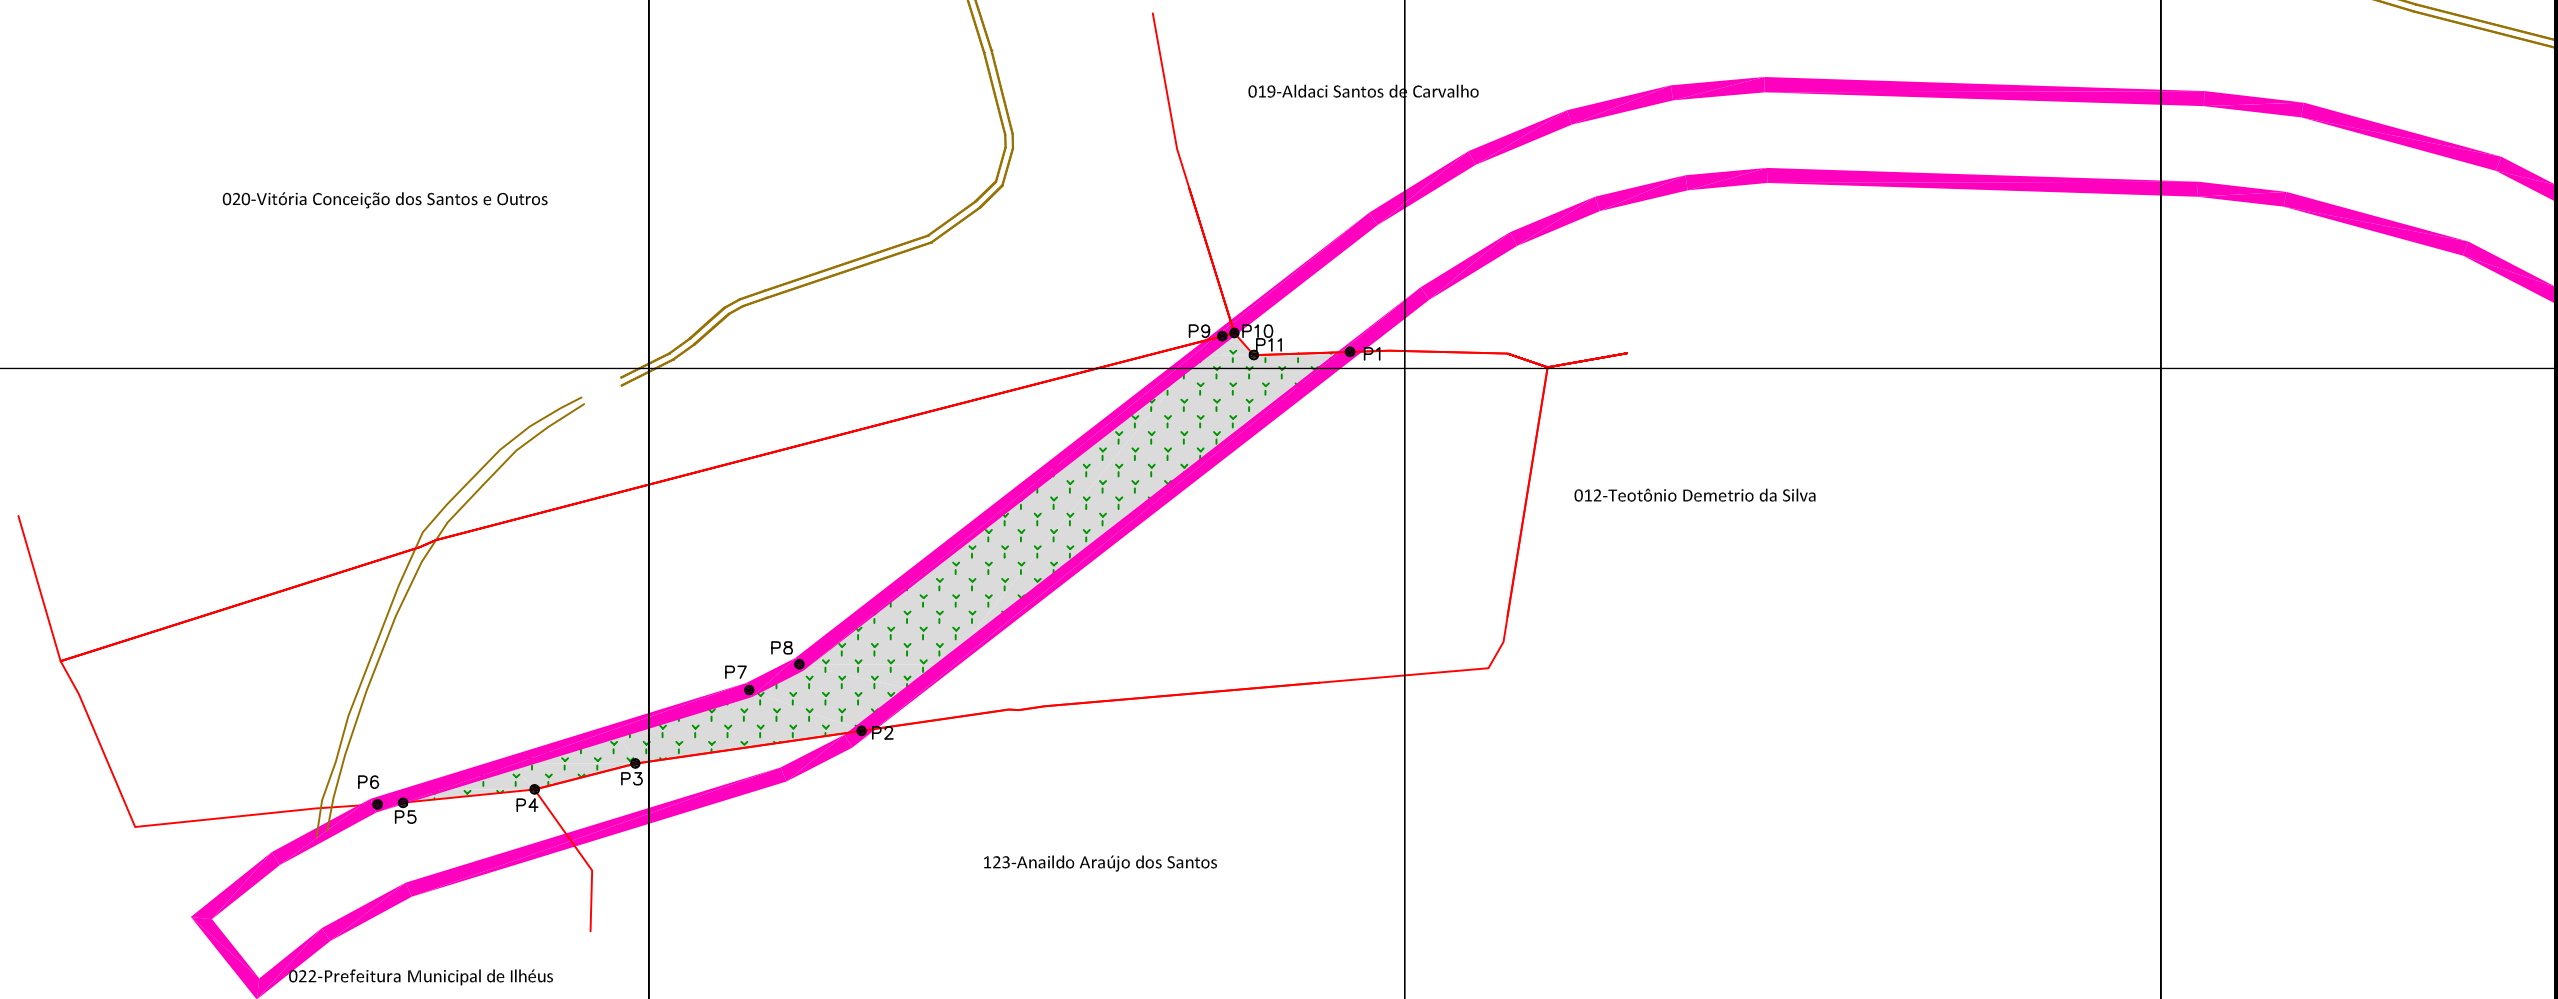 019-Aldaci Santos de Carvalho
020-Vitória Conceição dos Santos e Outros
P9
P10
P11
P1
012-Teotônio Demetrio da Silva
P8
P7
P2
P3
P6
P4
P5
123-Anaildo Araújo dos Santos
022-Prefeitura Municipal de Ilhéus